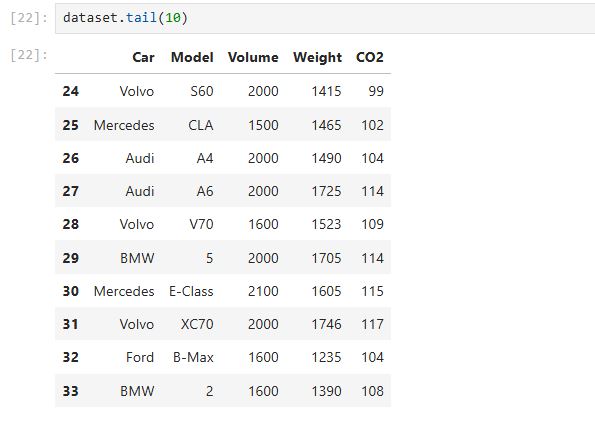 [22]: dataset.tail(10)
[22]:
Car Model Volume Weight CO2
24 Volvo S60 2000 1415 99
25 Mercedes CLA 1500 1465 102
26 Audi A4 2000 1490 104
27 Audi A6 2000 1725 114
28 Volvo V70 1600 1523 109
29 BMW 5 2000 1705 114
30 Mercedes E-Class 2100 1605 115
31 Volvo XC70 2000 1746 117
32 Ford B-Max 1600 1235 104
33 BMW 2 1600 1390 108